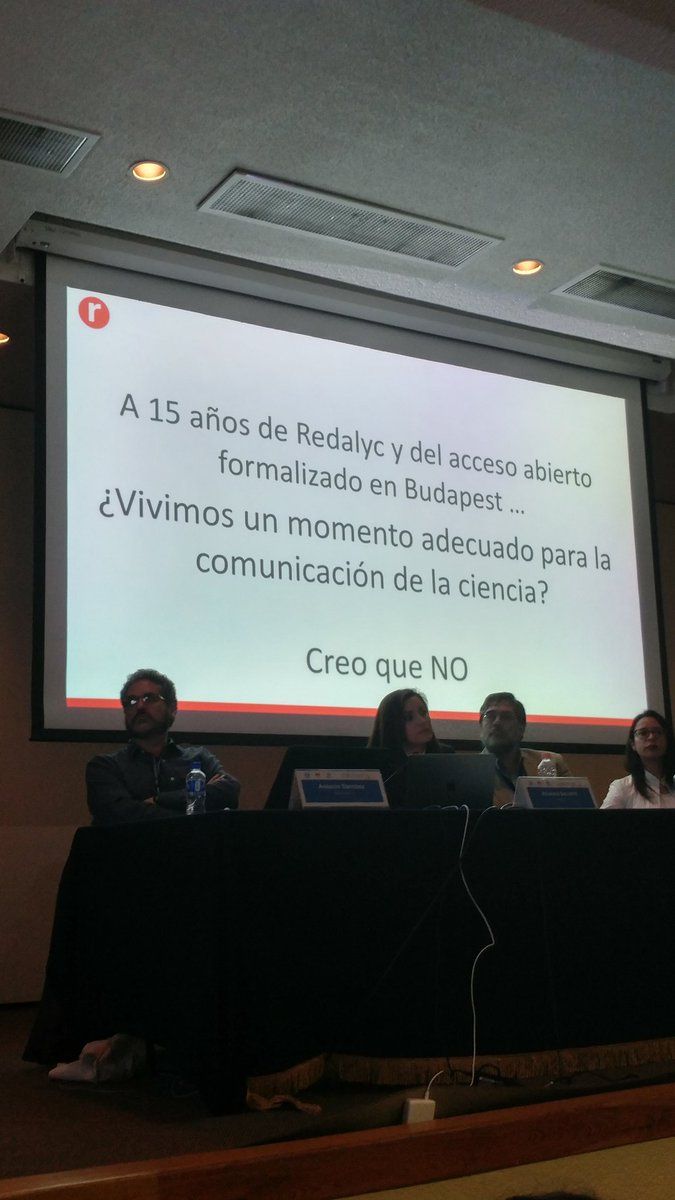 r
A 15 años de Redalyc y del acceso abierto
formalizado en Budapest ...
¿Vivimos un momento adecuado para la
comunicación de la ciencia?
Creo que NO